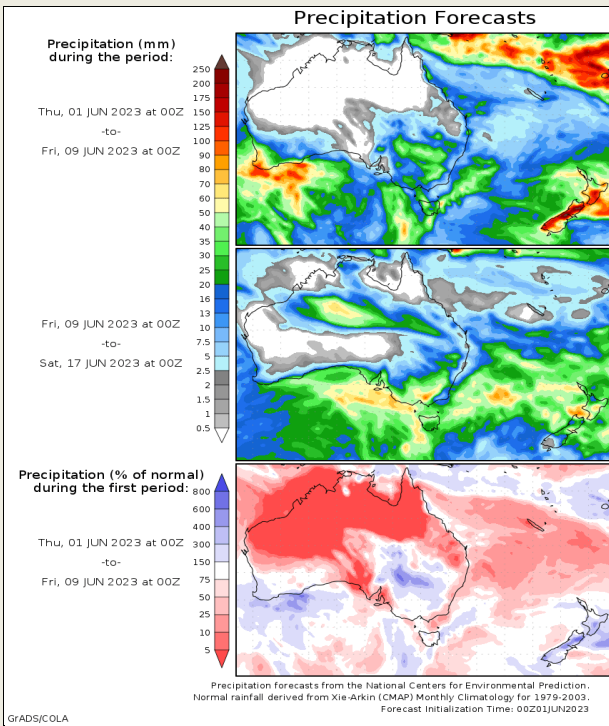 Precipitation Forecasts
Precipitation (mm)
during the period:
Thu, 01 JUN 2023 at 00Z
-to-
Fri, 09 JUN 2023 at 00Z
250
200
175
150
125
100
90
80
70
60
50
40
35
30
25
20
16
13
10
7.5
5
2.5
2
1.5
1
0.5
Fri, 09 JUN 2023 at 00Z
-to-
Sat, 17 JUN 2023 at 00Z
Precipitation (% of normal)
during the first period:
Thu, 01 JUN 2023 at 00Z
-to-
Fri, 09 JUN 2023 at 00Z
800
600
400
300
150
75
50
25
10
5
Precipitation forecasts from the National Centers for Environmental Prediction.
Normal rainfall derived from Xie-Arkin (CMAP) Monthly Climatology for 1979-2003.
Forecast Initialization Time: 00Z01JUN2023
GrADS/COLA